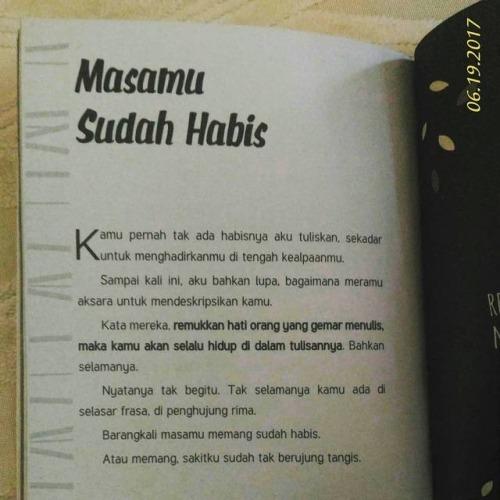 Masamu
Sudah Habis
Kamu pernah tak ada habisnya aku tuliskan, sekadar
untuk menghadirkanmu di tengah kealpaanmu.
Sampai kali ini, aku bahkan lupa, bagaimana meramu
aksara untuk mendeskripsikan kamu.
Kata mereka, remukkan hati orang yang gemar menulis,
maka kamu akan selalu hidup di dalam tulisannya. Bahkan
selamanya.
Nyatanya tak begitu. Tak selamanya kamu ada di
selasar frasa, di penghujung rima.
Barangkali masamu memang sudah habis.
Atau memang, sakitku sudah tak berujung tangis.
06.19.2017